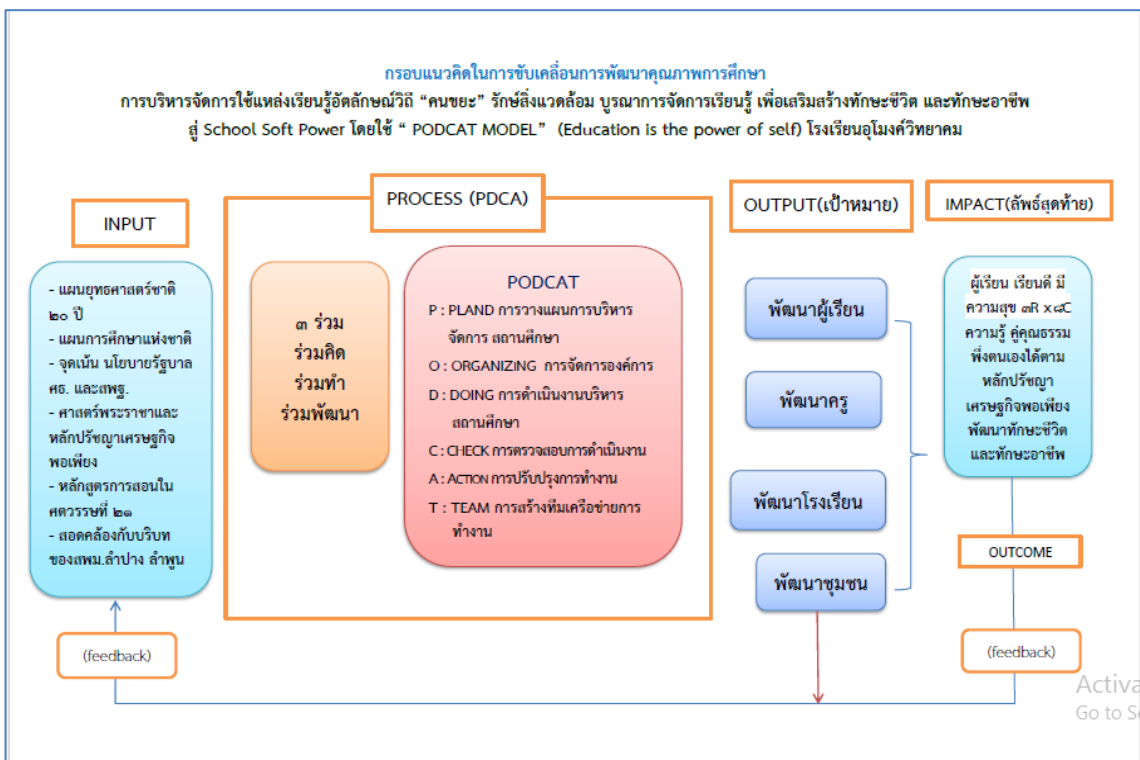 กรอบแนวคิดในการขับเคลื่อนการพัฒนาคุณภาพการศึกษา
การบริหารจัดการใช้แหล่งเรียนรู้อัตลักษณ์วิถี “คนขยะ” รักษ์สิ่งแวดล้อม บูรณาการจัดการเรียนรู้ เพื่อเสริมสร้างทักษะชีวิต และทักษะอาชีพ
สู่ School Soft Power โดยใช้ “ PODCAT MODEL” (Education is the power of self) โรงเรียนอุโมงค์วิทยาคม
INPUT
- แผนยุทธศาสตร์ชาติ
๒๐ ปี
- แผนการศึกษาแห่งชาติ
- จุดเน้น นโยบายรัฐบาล
ศธ. และสพฐ.
- ศาสตร์พระราชาและ
หลักปรัชญาเศรษฐกิจ
พอเพียง
- หลักสูตรการสอนใน
ศตวรรษที่ ๒๑
- สอดคล้องกับบริบท
ของสพม.ลำปาง ลำพูน
(feedback)
PROCESS (PDCA)
๓ ร่วม
ร่วมคิด
ร่วมทำ
ร่วมพัฒนา
PODCAT
P : PLAND การวางแผนการบริหาร
จัดการ สถานศึกษา
O : ORGANIZING การจัดการองค์การ
D : DOING การดำเนินงานบริหาร
สถานศึกษา
C : CHECK การตรวจสอบการดำเนินงาน
A : ACTION การปรับปรุงการทำงาน
T : TEAM การสร้างทีมเครือข่ายการ
ทำงาน
OUTPUT(เป้าหมาย)
พัฒนาผู้เรียน
พัฒนาครู
พัฒนาโรงเรียน
พัฒนาชุมชน
IMPACT(ลัพธ์สุดท้าย)
ผู้เรียน เรียนดี มี
ความสุข ๓R x๘C
ความรู้ คู่คุณธรรม
พึ่งตนเองได้ตาม
หลักปรัชญา
เศรษฐกิจพอเพียง
พัฒนาทักษะชีวิต
และทักษะอาชีพ
OUTCOME
(feedback)
Activa
Go to S